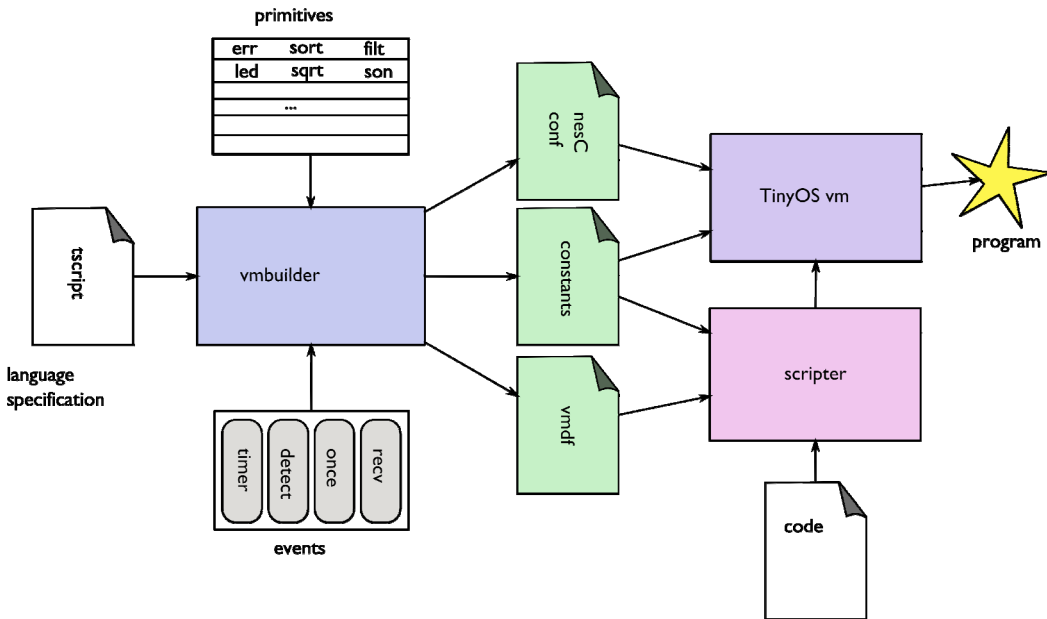 primitives
err sort filt
led sqrt son
...
nesC
conf
TinyOS vm
program
tscript
vmbuilder
constants
language
specification
scripter
vmdf
timer
detect
once
recv
events
code